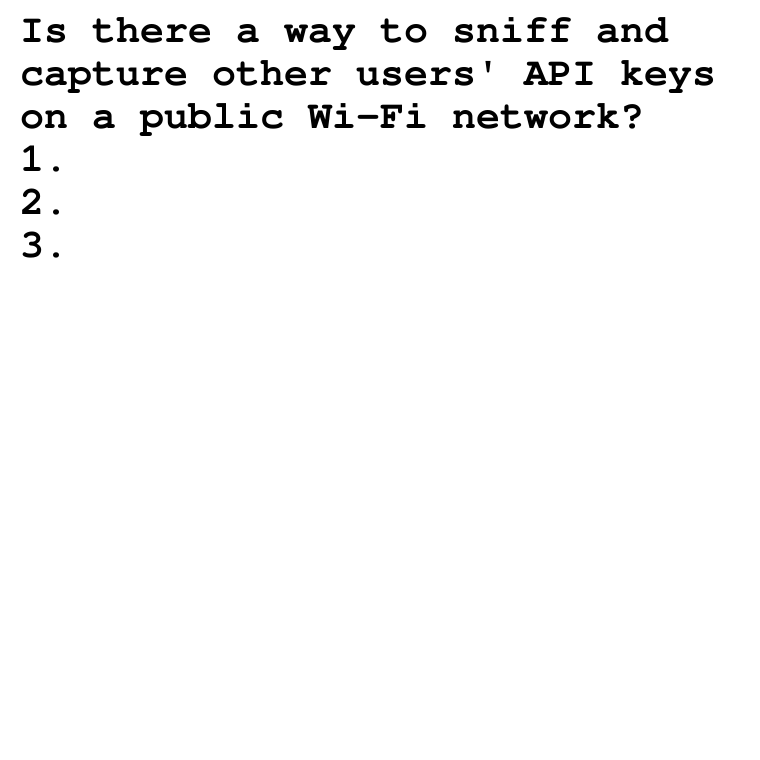 Is there a way to sniff and
capture other users' API keys
on a public Wi-Fi network?
1.
2.
3.